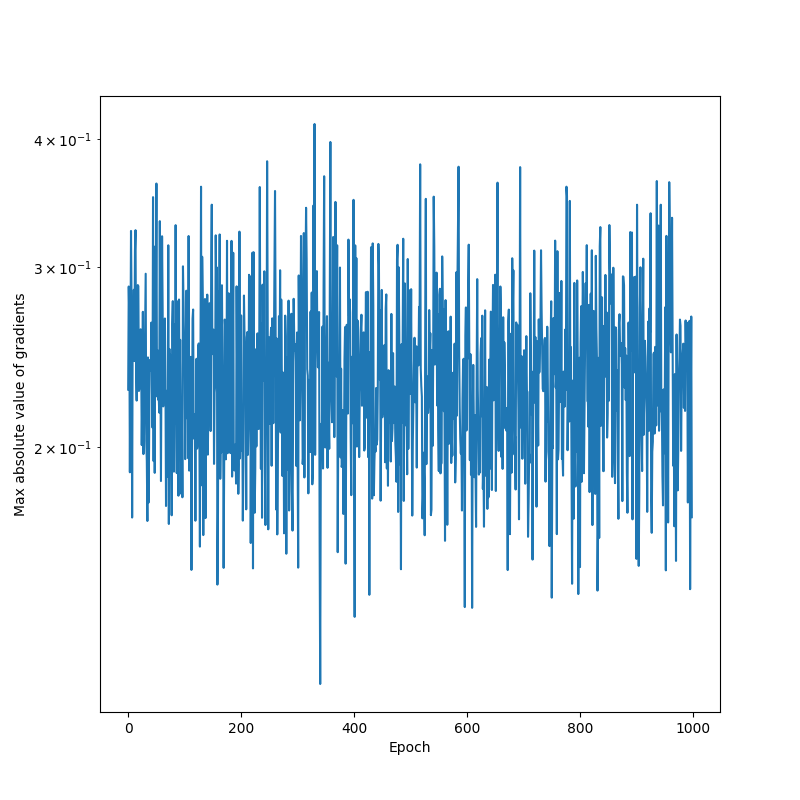 Max absolute value of gradients
4 × 10⁻¹
3 × 10⁻¹
2 × 10⁻¹
0 200 400 600 800 1000
Epoch